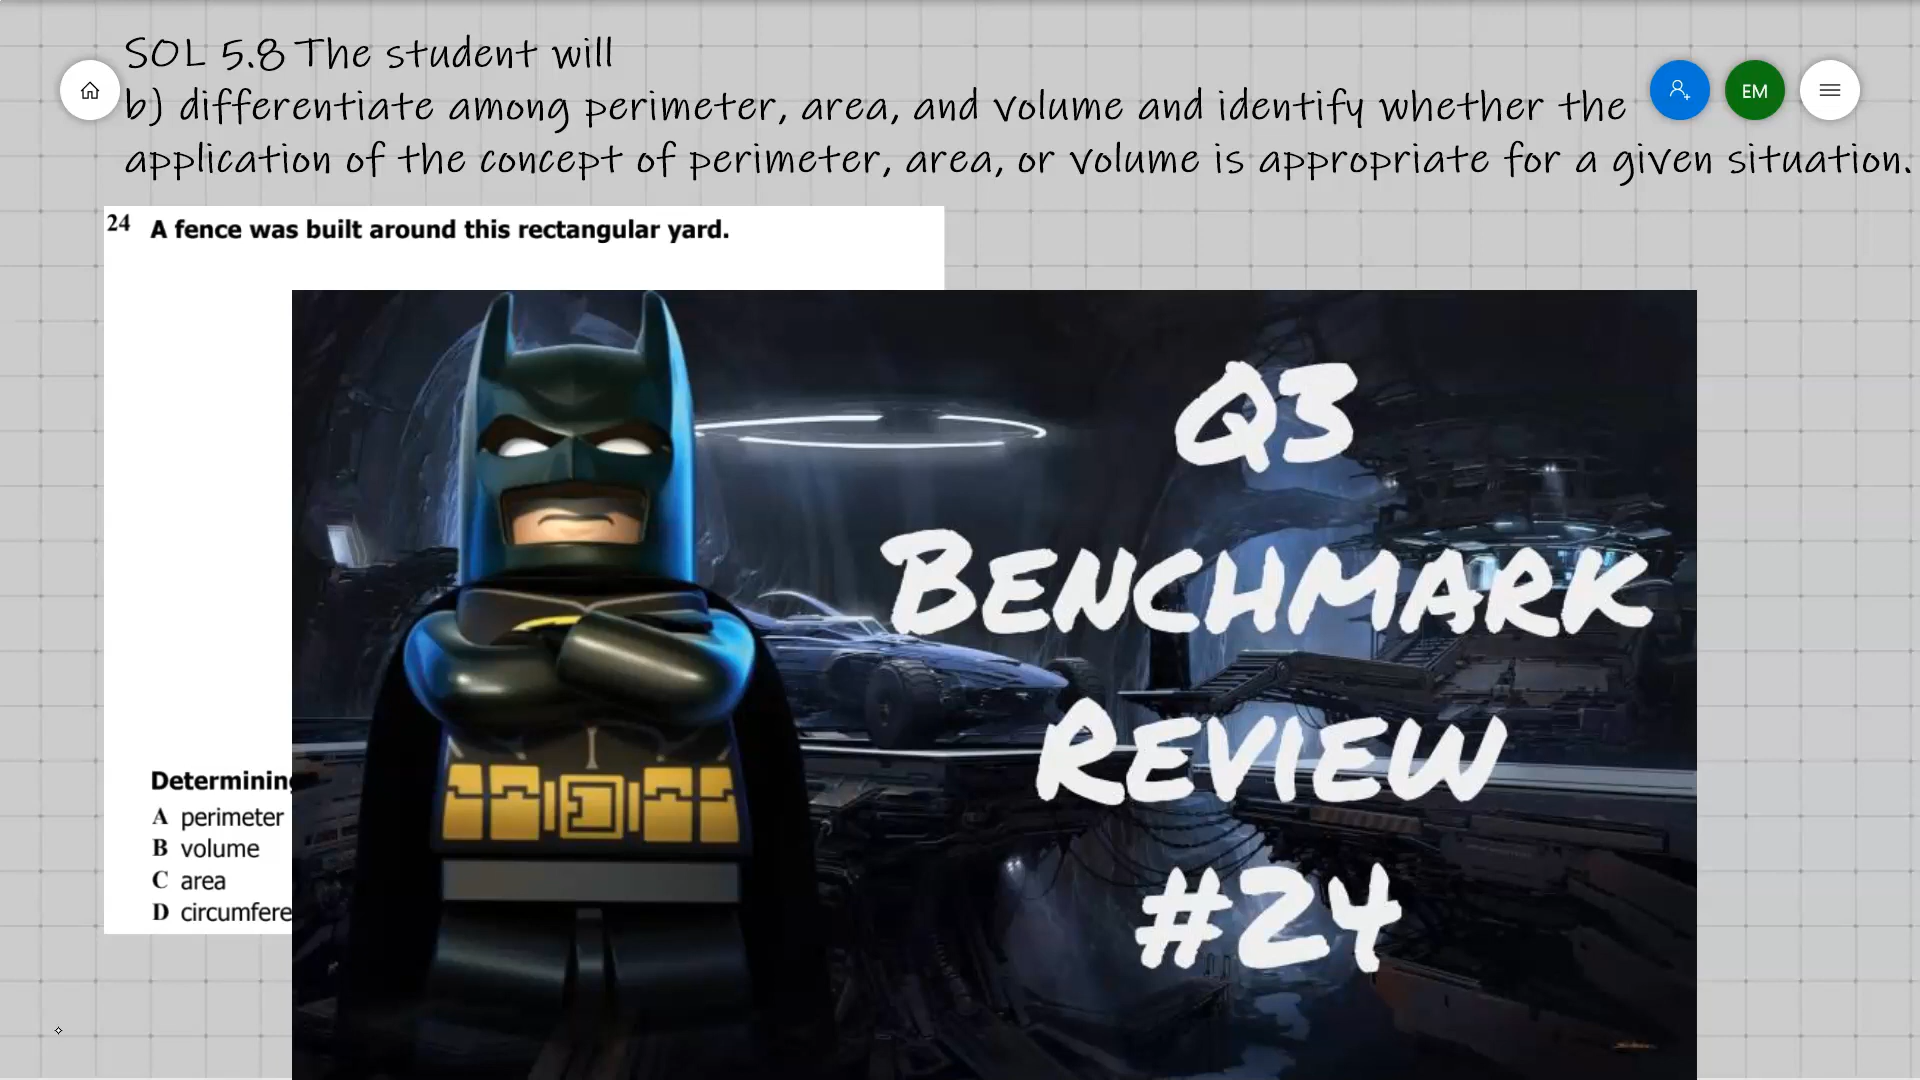 SOL 5.8 The student will
b) differentiate among perimeter, area, and volume and identify whether the
application of the concept of perimeter, area, or volume is appropriate for a given situation.
EM
24 A fence was built around this rectangular yard.
Q3
BENCHMARK
REVIEW
#24
Determining
A perimeter
B volume
C area
D circumfere